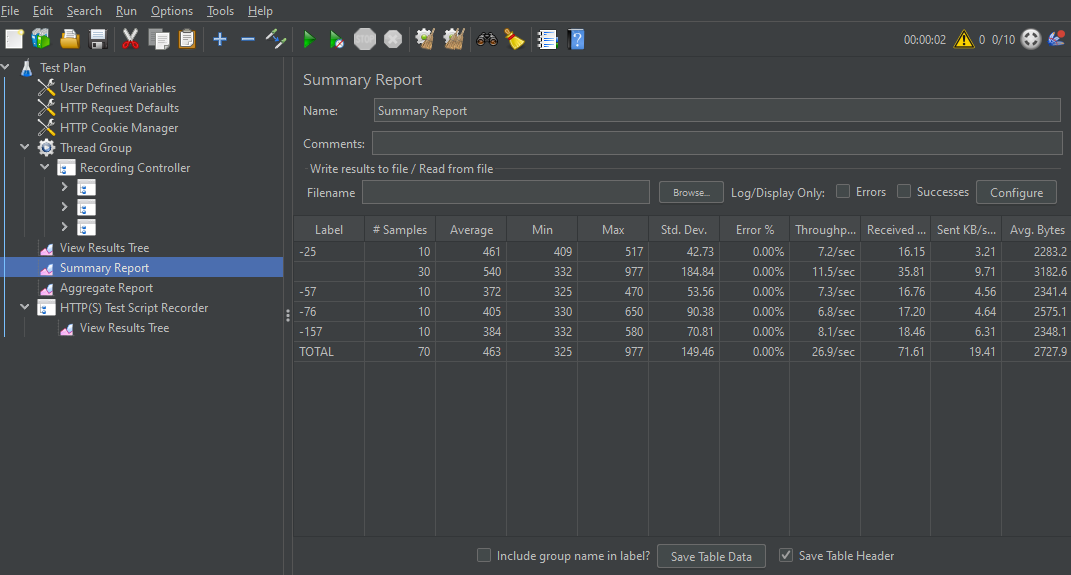 File Edit Search Run Options Tools Help
STOP 00:00:02 0 0/10
Test Plan
User Defined Variables
HTTP Request Defaults
HTTP Cookie Manager
Thread Group
Recording Controller
View Results Tree
Summary Report
Aggregate Report
HTTP(S) Test Script Recorder
View Results Tree
Summary Report
Name: Summary Report
Comments:
Write results to file / Read from file
Filename Browse... Log/Display Only: Errors Successes Configure
Label # Samples Average Min Max Std. Dev. Error % Throughp... Received ... Sent KB/s... Avg. Bytes
-25 10 461 409 517 42.73 0.00% 7.2/sec 16.15 3.21 2283.2
30 540 332 977 184.84 0.00% 11.5/sec 35.81 9.71 3182.6
-57 10 372 325 470 53.56 0.00% 7.3/sec 16.76 4.56 2341.4
-76 10 405 330 650 90.38 0.00% 6.8/sec 17.20 4.64 2575.1
-157 10 384 332 580 70.81 0.00% 8.1/sec 18.46 6.31 2348.1
TOTAL 70 463 325 977 149.46 0.00% 26.9/sec 71.61 19.41 2727.9
Include group name in label? Save Table Data Save Table Header